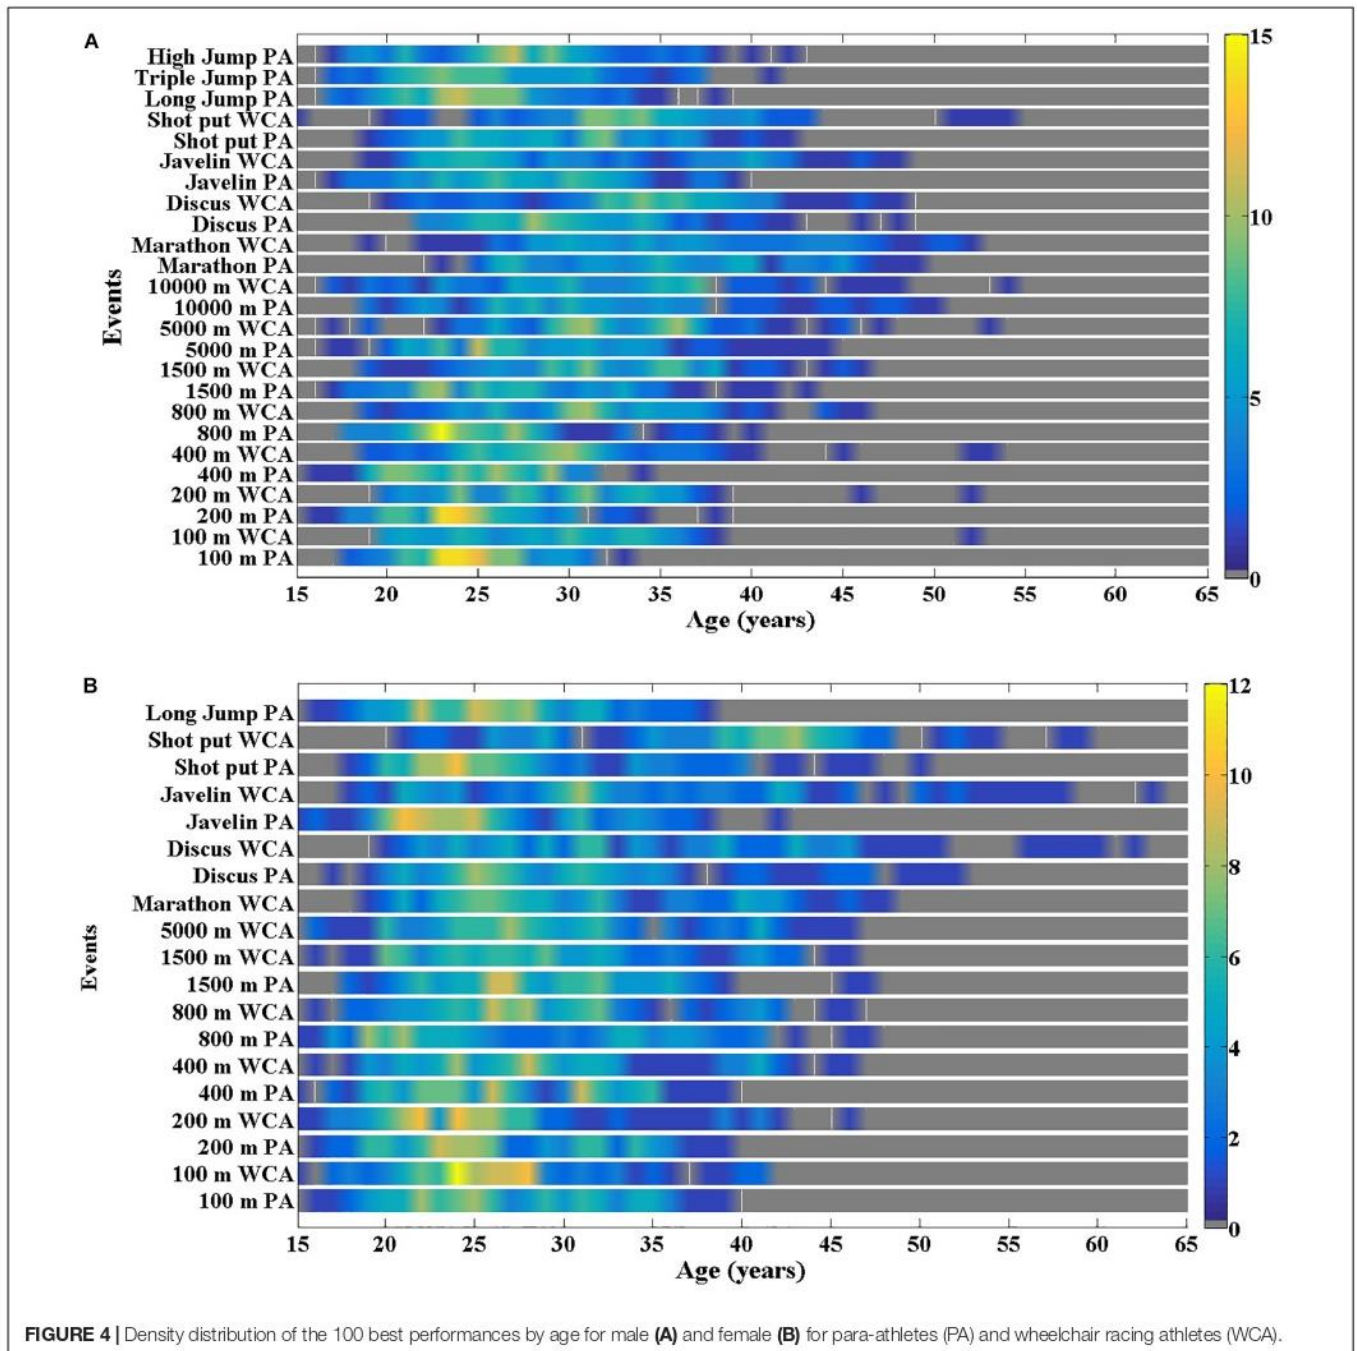 A
High Jump PA
Triple Jump PA
Long Jump PA
Shot put WCA
Shot put PA
Javelin WCA
Javelin PA
Discus WCA
Discus PA
Marathon WCA
Marathon PA
10000 m WCA
10000 m PA
5000 m WCA
5000 m PA
1500 m WCA
1500 m PA
800 m WCA
800 m PA
400 m WCA
400 m PA
200 m WCA
200 m PA
100 m WCA
100 m PA
Events
15 20 25 30 35 40 45 50 55 60 65
Age (years)
15
10
5
0
B
Long Jump PA
Shot put WCA
Shot put PA
Javelin WCA
Javelin PA
Discus WCA
Discus PA
Marathon WCA
5000 m WCA
1500 m WCA
1500 m PA
800 m WCA
800 m PA
400 m WCA
400 m PA
200 m WCA
200 m PA
100 m WCA
100 m PA
Events
15 20 25 30 35 40 45 50 55 60 65
Age (years)
12
10
8
6
4
2
0
FIGURE 4 | Density distribution of the 100 best performances by age for male (A) and female (B) for para-athletes (PA) and wheelchair racing athletes (WCA).